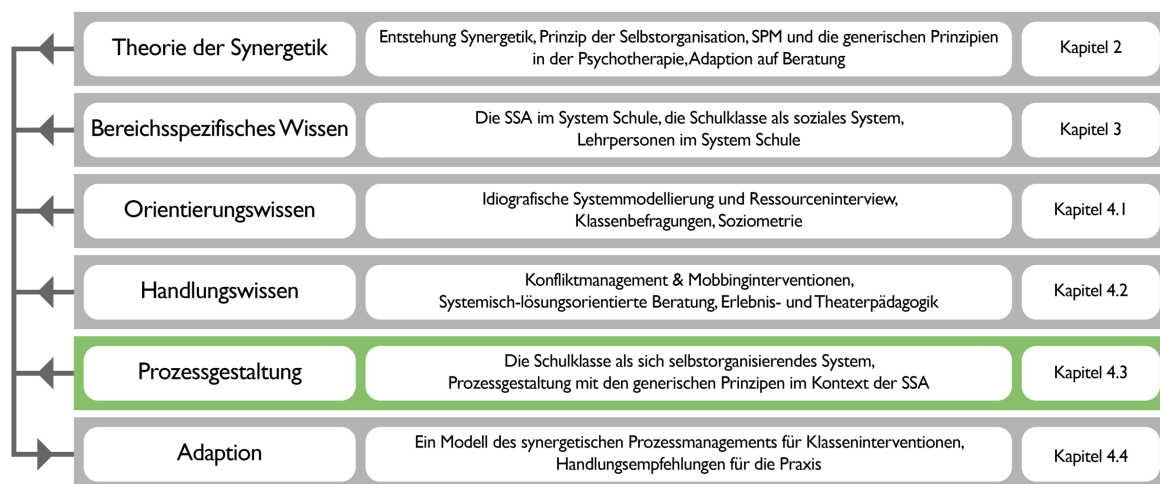 Theorie der Synergetik
Entstehung Synergetik, Prinzip der Selbstorganisation, SPM und die generischen Prinzipien
in der Psychotherapie, Adaption auf Beratung
Kapitel 2
Bereichsspezifisches Wissen
Die SSA im System Schule, die Schulklasse als soziales System,
Lehrpersonen im System Schule
Kapitel 3
Orientierungswissen
Idiografische Systemmodellierung und Ressourceninterview,
Klassenbefragungen, Soziometrie
Kapitel 4.1
Handlungswissen
Konfliktmanagement & Mobbinginterventionen,
Systemisch-lösungsorientierte Beratung, Erlebnis- und Theaterpädagogik
Kapitel 4.2
Prozessgestaltung
Die Schulklasse als sich selbstorganisierendes System,
Prozessgestaltung mit den generischen Prinzipen im Kontext der SSA
Kapitel 4.3
Adaption
Ein Modell des synergetischen Prozessmanagements für Klasseninterventionen,
Handlungsempfehlungen für die Praxis
Kapitel 4.4